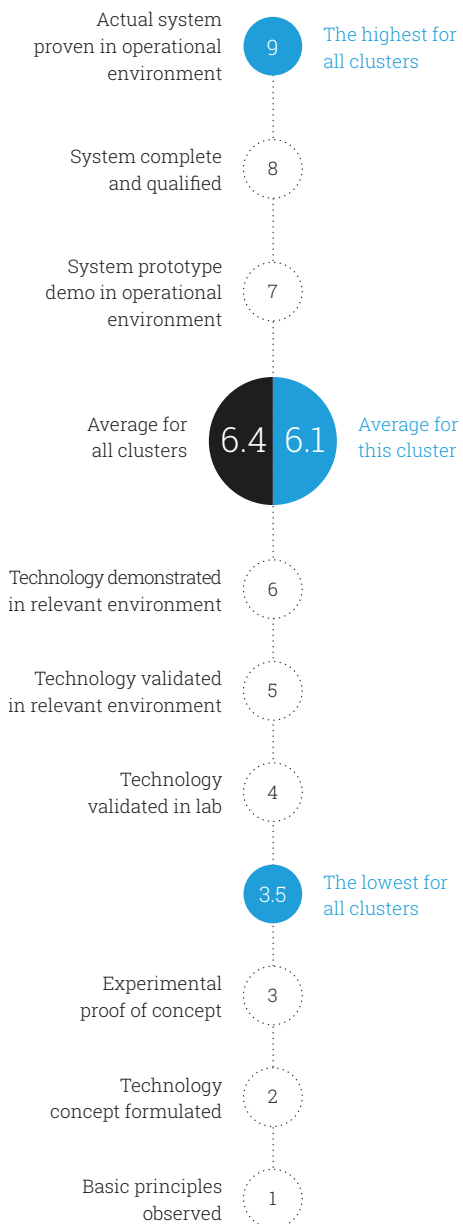 Actual system
proven in operational
environment
9
The highest for
all clusters
System complete
and qualified
8
System prototype
demo in operational
environment
7
Average for
all clusters
6.4
6.1
Average for
this cluster
Technology demonstrated
in relevant environment
6
Technology validated
in relevant environment
5
Technology
validated in lab
4
3.5
The lowest for
all clusters
Experimental
proof of concept
3
Technology
concept formulated
2
Basic principles
observed
1